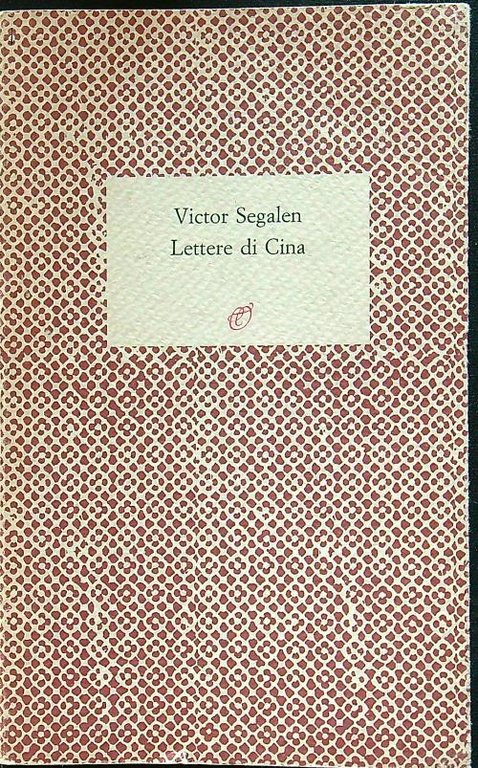 Victor Segalen
Lettere di Cina